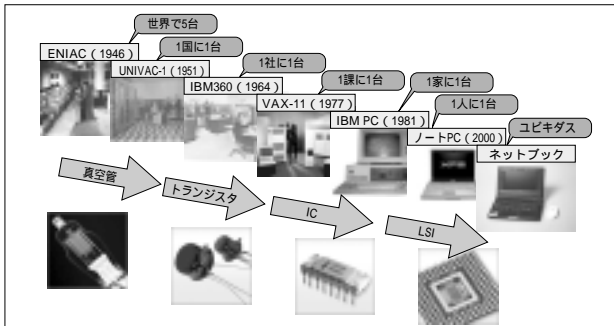 世界で5台
ENIAC(1946)
1国に1台
UNIVAC-1(1951)
1社に1台
IBM360(1964)
1課に1台
VAX-11(1977)
1家に1台
IBM PC(1981)
1人に1台
ノートPC(2000)
ユビキダス
ネットブック
真空管
トランジスタ
IC
LSI